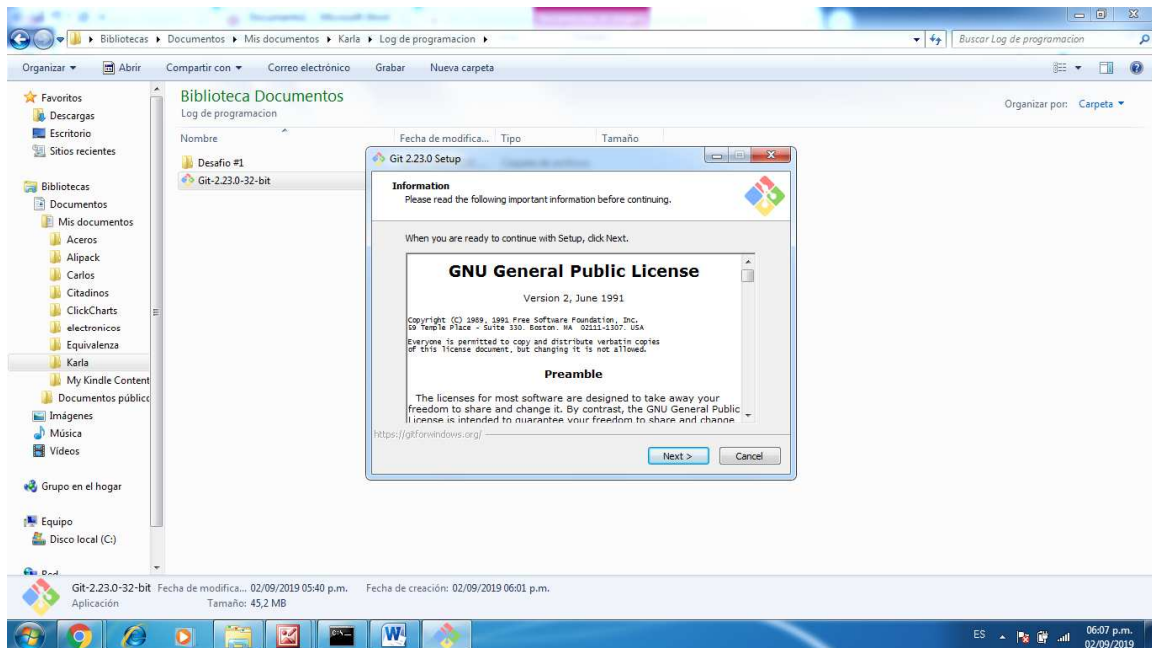 Bibliotecas ▸ Documentos ▸ Mis documentos ▸ Karla ▸ Log de programacion ▸
Buscar Log de programacion
Organizar Abrir Compartir con Correo electrónico Grabar Nueva carpeta
Favoritos
Descargas
Escritorio
Sitios recientes
Bibliotecas
Documentos
Mis documentos
Aceros
Alipack
Carlos
Citadinos
ClickCharts
electronicos
Equivalenza
Karla
My Kindle Content
Documentos públicc
Imágenes
Música
Vídeos
Grupo en el hogar
Equipo
Disco local (C:)
Biblioteca Documentos
Log de programacion
Organizar por: Carpeta
Nombre Fecha de modifica... Tipo Tamaño
Desafio #1
Git-2.23.0-32-bit
Git 2.23.0 Setup
Information
Please read the following important information before continuing.
When you are ready to continue with Setup, click Next.
GNU General Public License
Version 2, June 1991
Copyright (C) 1989, 1991 Free Software Foundation, Inc.
59 Temple Place - Suite 330, Boston, MA 02111-1307, USA
Everyone is permitted to copy and distribute verbatim copies
of this license document, but changing it is not allowed.
Preamble
The licenses for most software are designed to take away your
freedom to share and change it. By contrast, the GNU General Public
License is intended to guarantee your freedom to share and change
https://gitforwindows.org/
Next > Cancel
Git-2.23.0-32-bit Fecha de modifica... 02/09/2019 05:40 p.m. Fecha de creación: 02/09/2019 06:01 p.m.
Aplicación Tamaño: 45,2 MB
ES
06:07 p.m.
02/09/2019